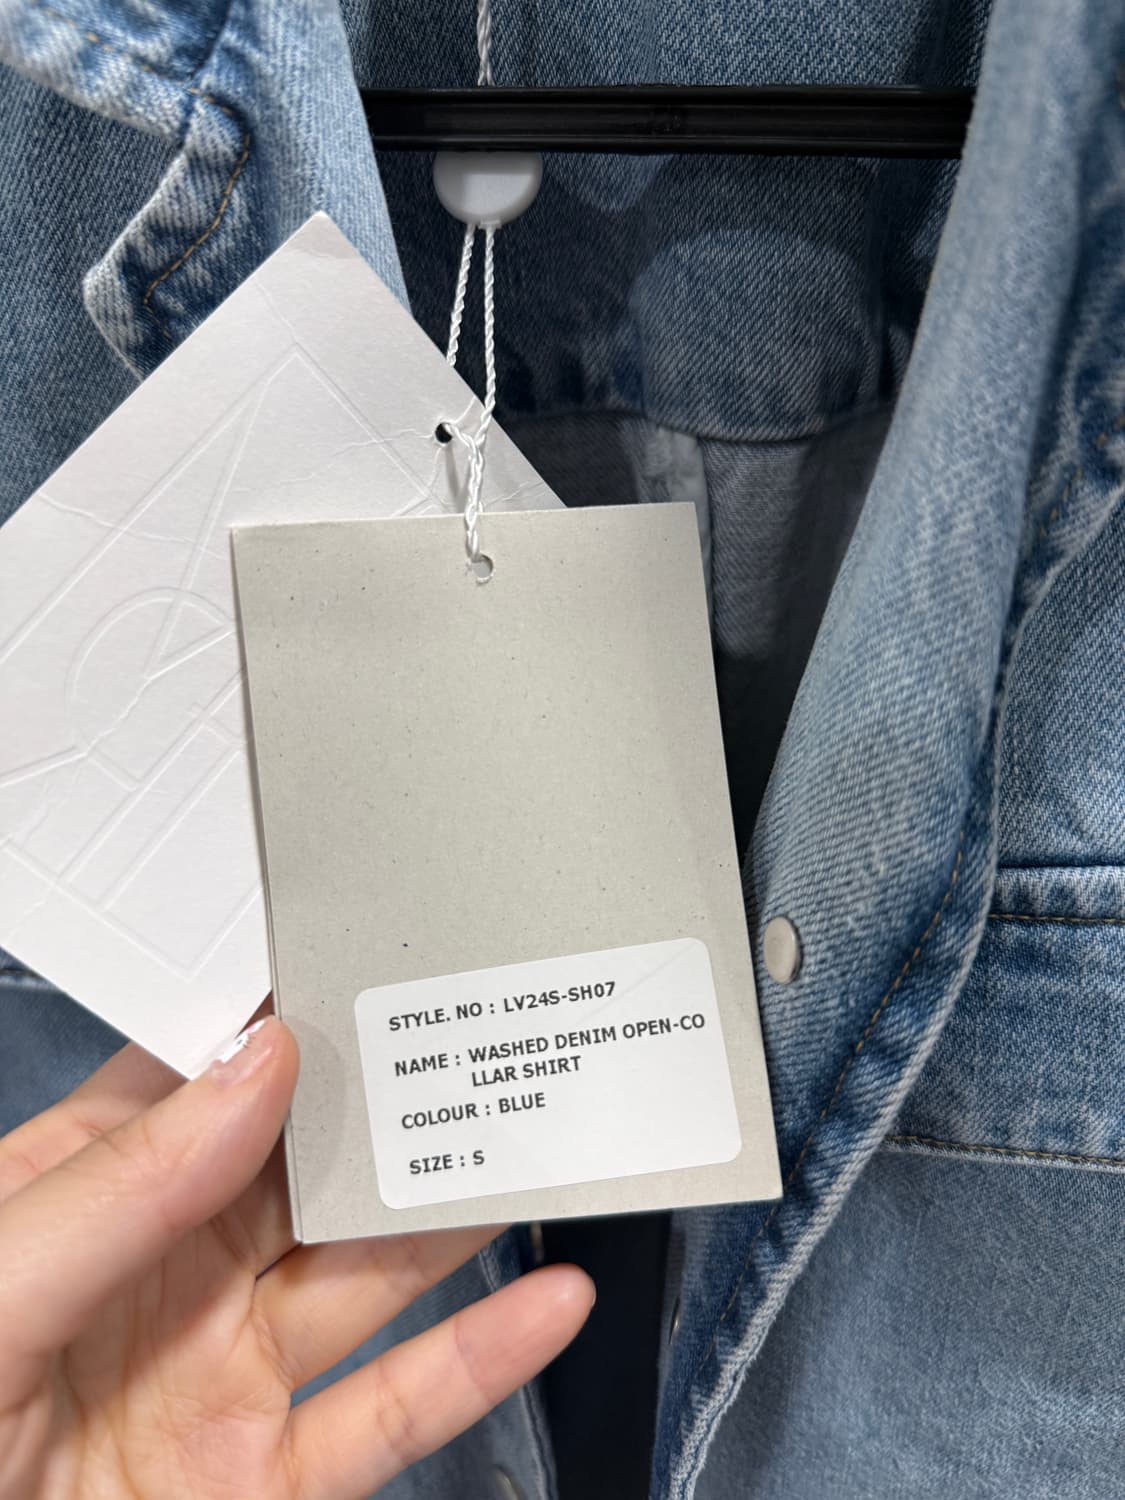 STYLE. NO : LV24S-SH07
NAME : WASHED DENIM OPEN-CO
LLAR SHIRT
COLOUR : BLUE
SIZE : S